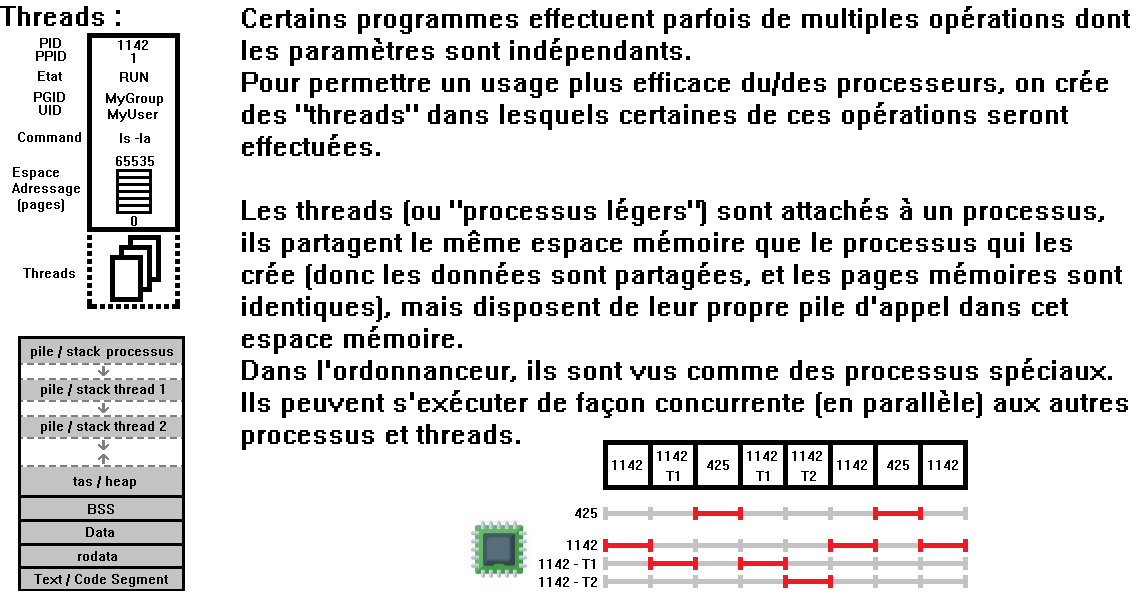 Threads :
PID 1142
PPID 1
Etat RUN
PGID MyGroup
UID MyUser
Command ls -la
65535
Espace
Adressage
(pages)
0
Threads
pile / stack processus
pile / stack thread 1
pile / stack thread 2
tas / heap
BSS
Data
rodata
Text / Code Segment
Certains programmes effectuent parfois de multiples opérations dont
les paramètres sont indépendants.
Pour permettre un usage plus efficace du/des processeurs, on crée
des "threads" dans lesquels certaines de ces opérations seront
effectuées.
Les threads (ou "processus légers") sont attachés à un processus,
ils partagent le même espace mémoire que le processus qui les
crée (donc les données sont partagées, et les pages mémoires sont
identiques), mais disposent de leur propre pile d'appel dans cet
espace mémoire.
Dans l'ordonnanceur, ils sont vus comme des processus spéciaux.
Ils peuvent s'exécuter de façon concurrente (en parallèle) aux autres
processus et threads.
1142 1142 T1 425 1142 T1 1142 T2 1142 425 1142
425
1142
1142 - T1
1142 - T2